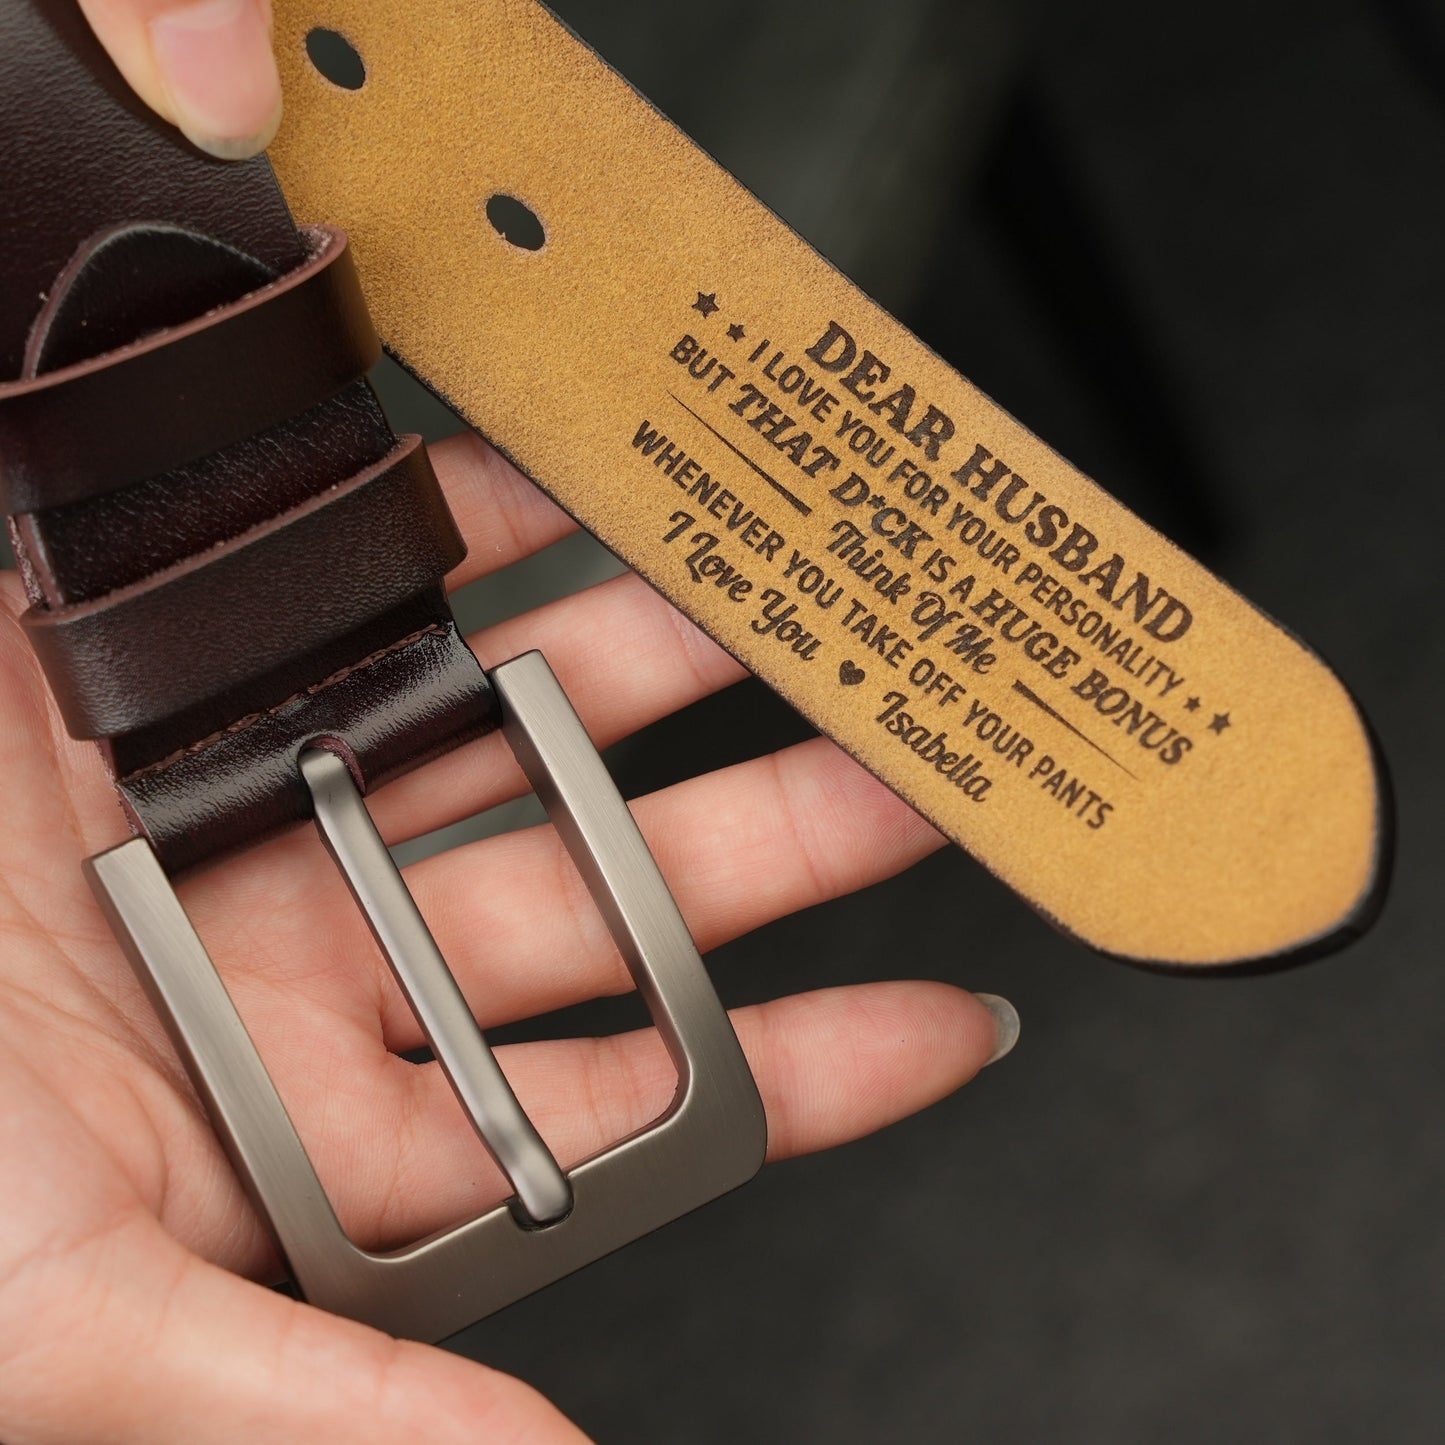 DEAR HUSBAND
I LOVE YOU FOR YOUR PERSONALITY
BUT THAT D*CK IS A HUGE BONUS
Think Of Me
WHENEVER YOU TAKE OFF YOUR PANTS
I Love You
Isabella